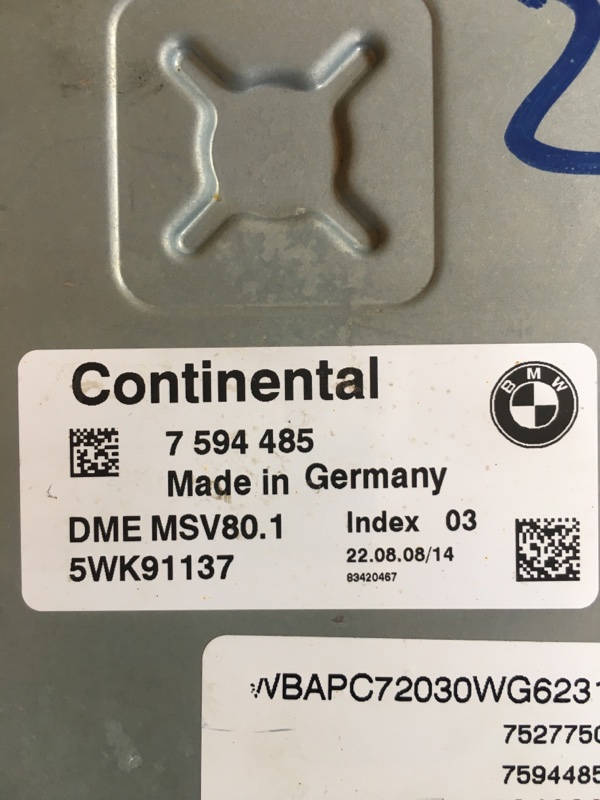 Continental
BMW
7 594 485
Made in Germany
DME MSV80.1 Index 03
5WK91137 22.08.08/14
83420467
WBAPC72030WG6231
7527750
7594485